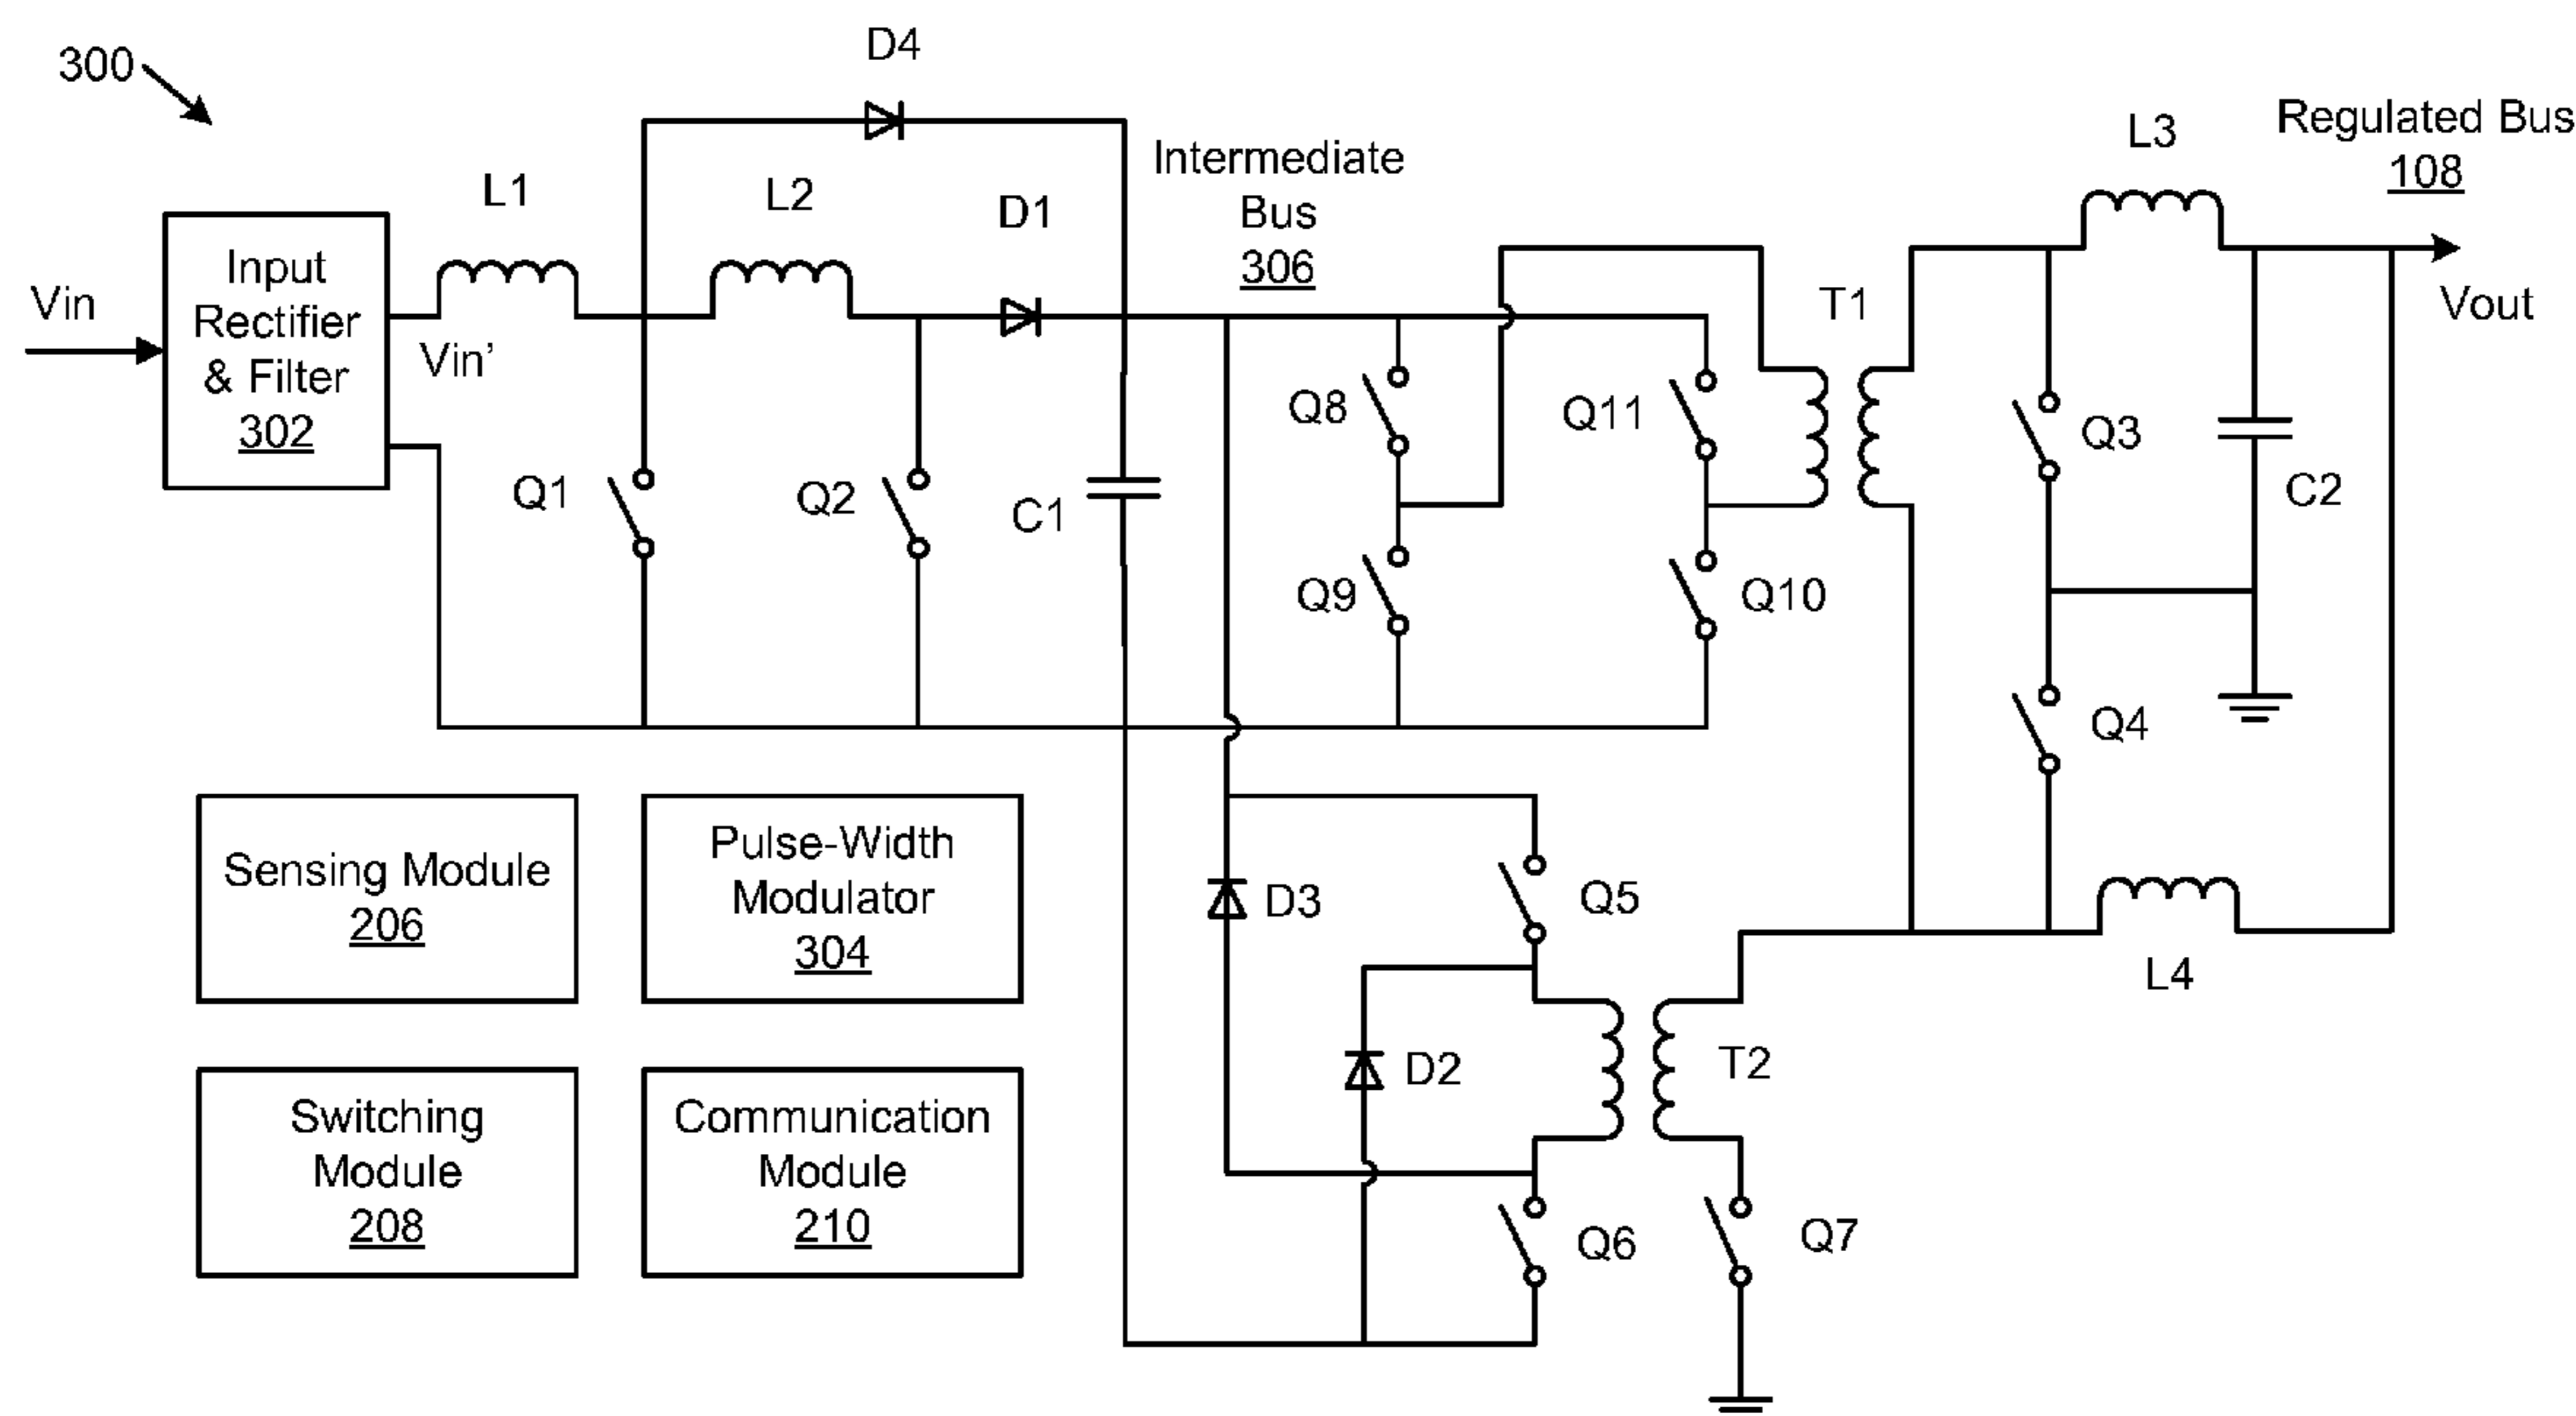 300
D4
Regulated Bus
108
L3
Intermediate
Bus
306
L1
L2
D1
Input
Rectifier
& Filter
302
Vin
Vin'
T1
Vout
Q8
Q11
Q3
C2
Q1
Q2
C1
Q9
Q10
Q4
Sensing Module
206
Pulse-Width
Modulator
304
D3
Q5
L4
D2
T2
Switching
Module
208
Communication
Module
210
Q6
Q7